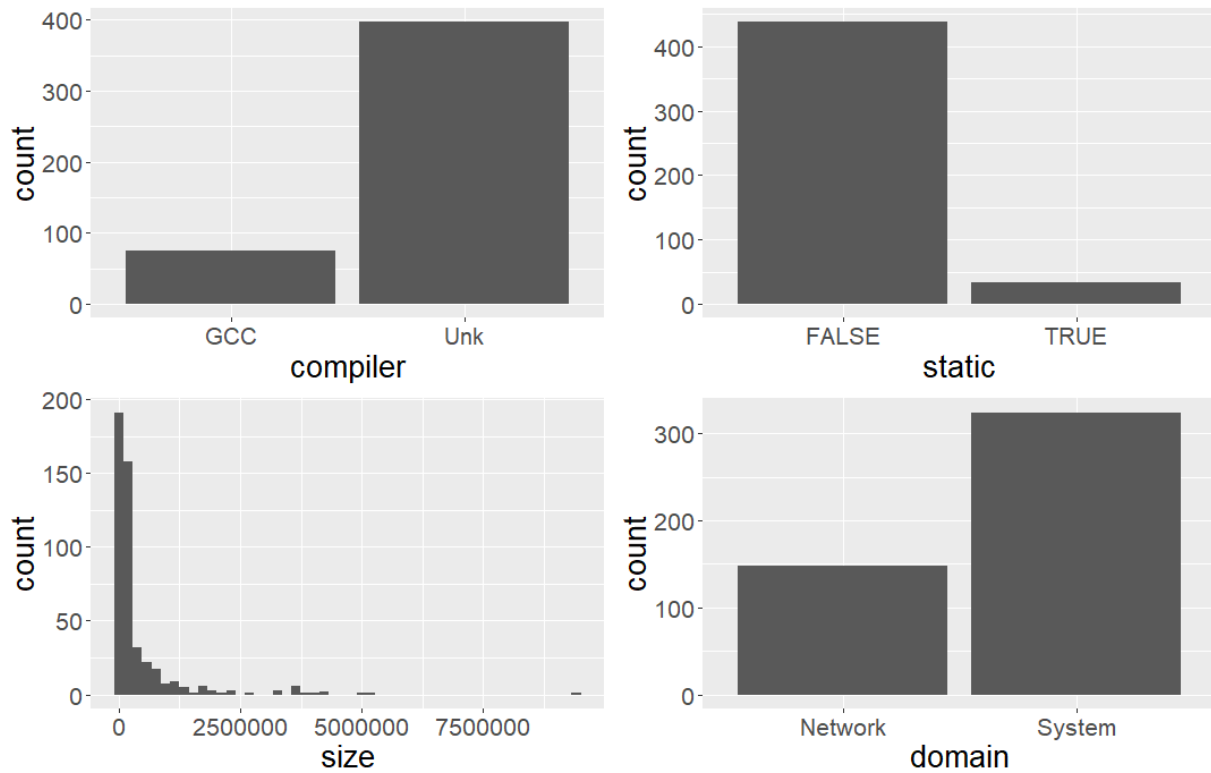 400
300
200
100
0
count
GCC Unk
compiler
400
300
200
100
0
count
FALSE TRUE
static
200
150
100
50
0
count
0 2500000 5000000 7500000
size
300
200
100
0
count
Network System
domain